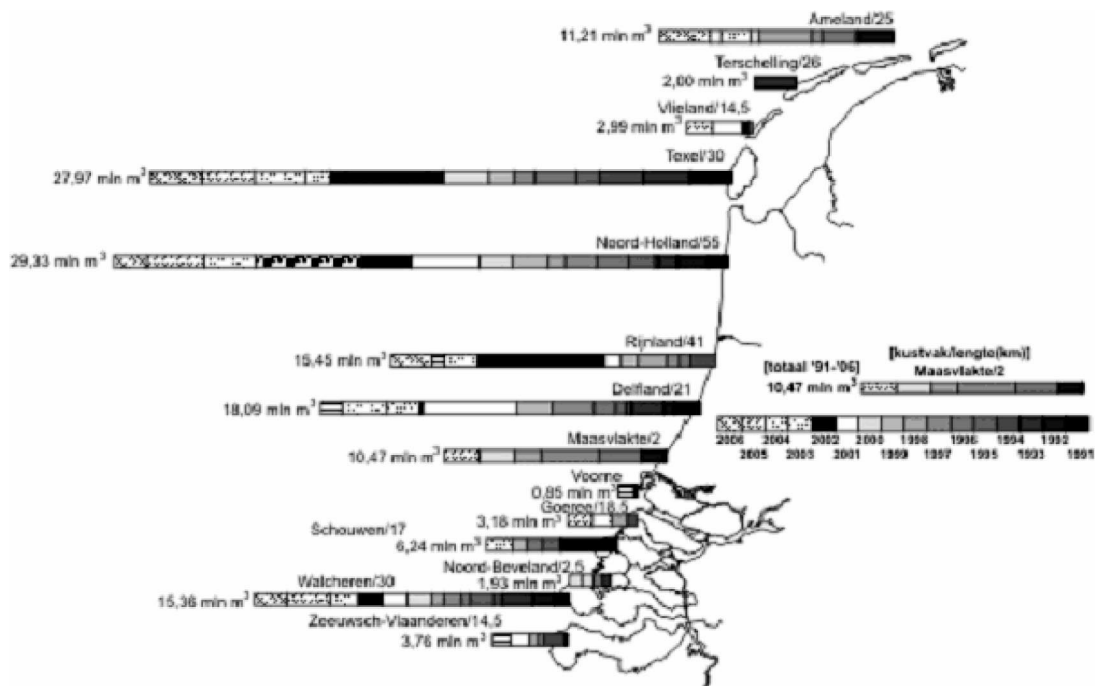 Ameland/25
11,21 mln m³
Terschelling/26
2,00 mln m³
Vlieland/14,5
2,99 mln m³
Texel/30
27,97 mln m³
Noord-Holland/55
29,33 mln m³
Rijnland/41
15,45 mln m³
[totaal '91-'06]
[kustvak/lengte(km)]
Maasvlakte/2
10,47 mln m³
Delfland/21
18,09 mln m³
2006 2004 2002 2000 1998 1996 1994 1992
2005 2003 2001 1999 1997 1995 1993 1991
Maasvlakte/2
10,47 mln m³
Voorne
0,85 mln m³
Goeree/18,5
3,18 mln m³
Schouwen/17
6,24 mln m³
Noord-Beveland/2,5
1,93 mln m³
Walcheren/30
15,36 mln m³
Zeeuwsch-Vlaanderen/14,5
3,76 mln m³